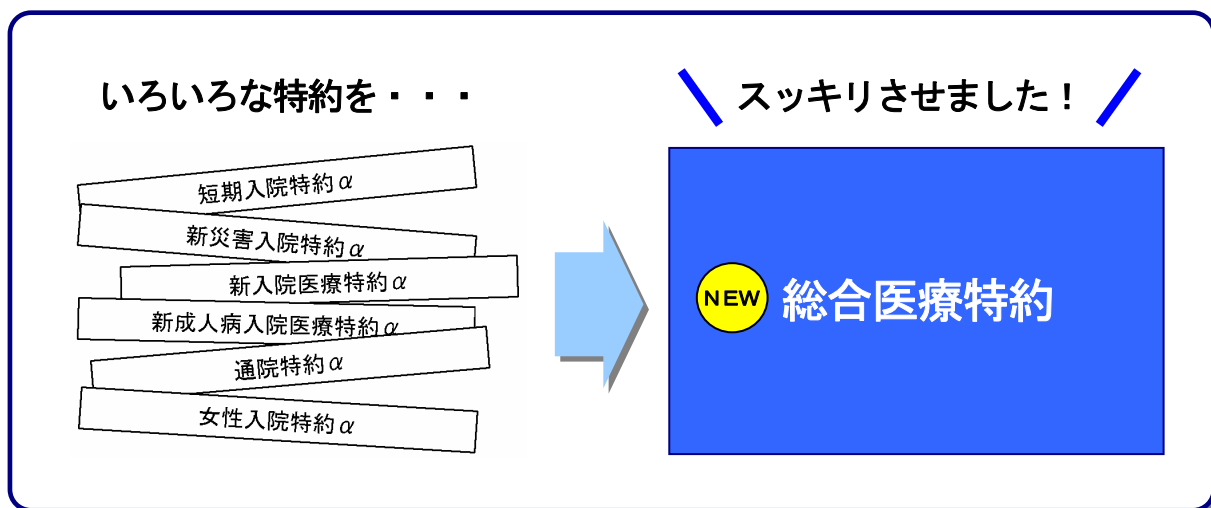 いろいろな特約を・・・
短期入院特約α
新災害入院特約α
新入院医療特約α
新成人病入院医療特約α
通院特約α
女性入院特約α
スッキリさせました！
NEW 総合医療特約